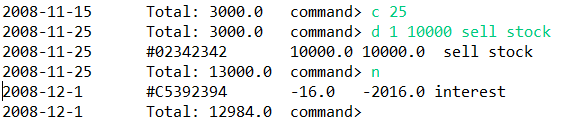 2008-11-15 Total: 3000.0 command> c 25
2008-11-25 Total: 3000.0 command> d 1 10000 sell stock
2008-11-25 #02342342 10000.0 10000.0 sell stock
2008-11-25 Total: 13000.0 command> n
2008-12-1 #C5392394 -16.0 -2016.0 interest
2008-12-1 Total: 12984.0 command>